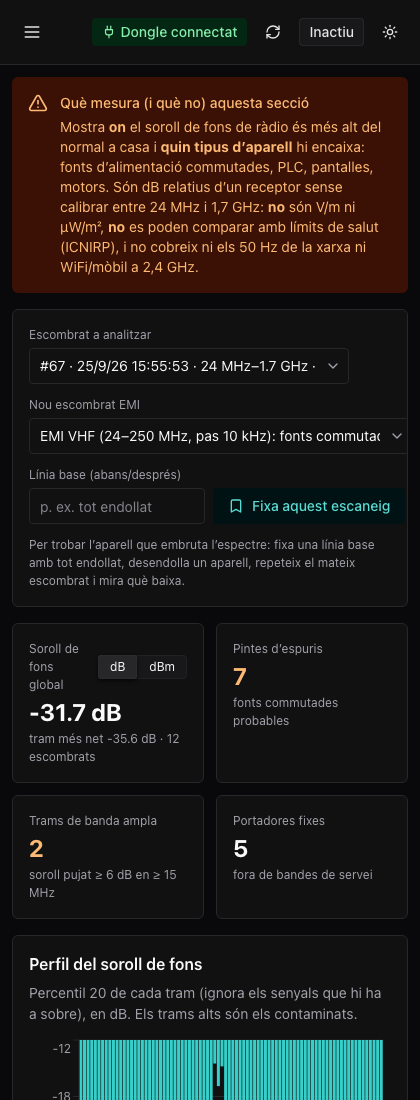 Dongle connectat
Inactiu
Què mesura (i què no) aquesta secció
Mostra on el soroll de fons de ràdio és més alt del
normal a casa i quin tipus d'aparell hi encaixa:
fonts d'alimentació commutades, PLC, pantalles,
motors. Són dB relatius d'un receptor sense
calibrar entre 24 MHz i 1,7 GHz: no són V/m ni
µW/m², no es poden comparar amb límits de salut
(ICNIRP), i no cobreix ni els 50 Hz de la xarxa ni
WiFi/mòbil a 2,4 GHz.
Escombrat a analitzar
#67 · 25/9/26 15:55:53 · 24 MHz–1.7 GHz ·
Nou escombrat EMI
EMI VHF (24–250 MHz, pas 10 kHz): fonts commutac
Línia base (abans/després)
p. ex. tot endollat
Fixa aquest escaneig
Per trobar l'aparell que embruta l'espectre: fixa una línia base
amb tot endollat, desendolla un aparell, repeteix el mateix
escombrat i mira què baixa.
Soroll de
fons
global
dB
dBm
-31.7 dB
tram més net -35.6 dB · 12
escombrats
Pintes d'espuris
7
fonts commutades
probables
Trams de banda ampla
2
soroll pujat ≥ 6 dB en ≥ 15
MHz
Portadores fixes
5
fora de bandes de servei
Perfil del soroll de fons
Percentil 20 de cada tram (ignora els senyals que hi ha
a sobre), en dB. Els trams alts són els contaminats.
-12
-18